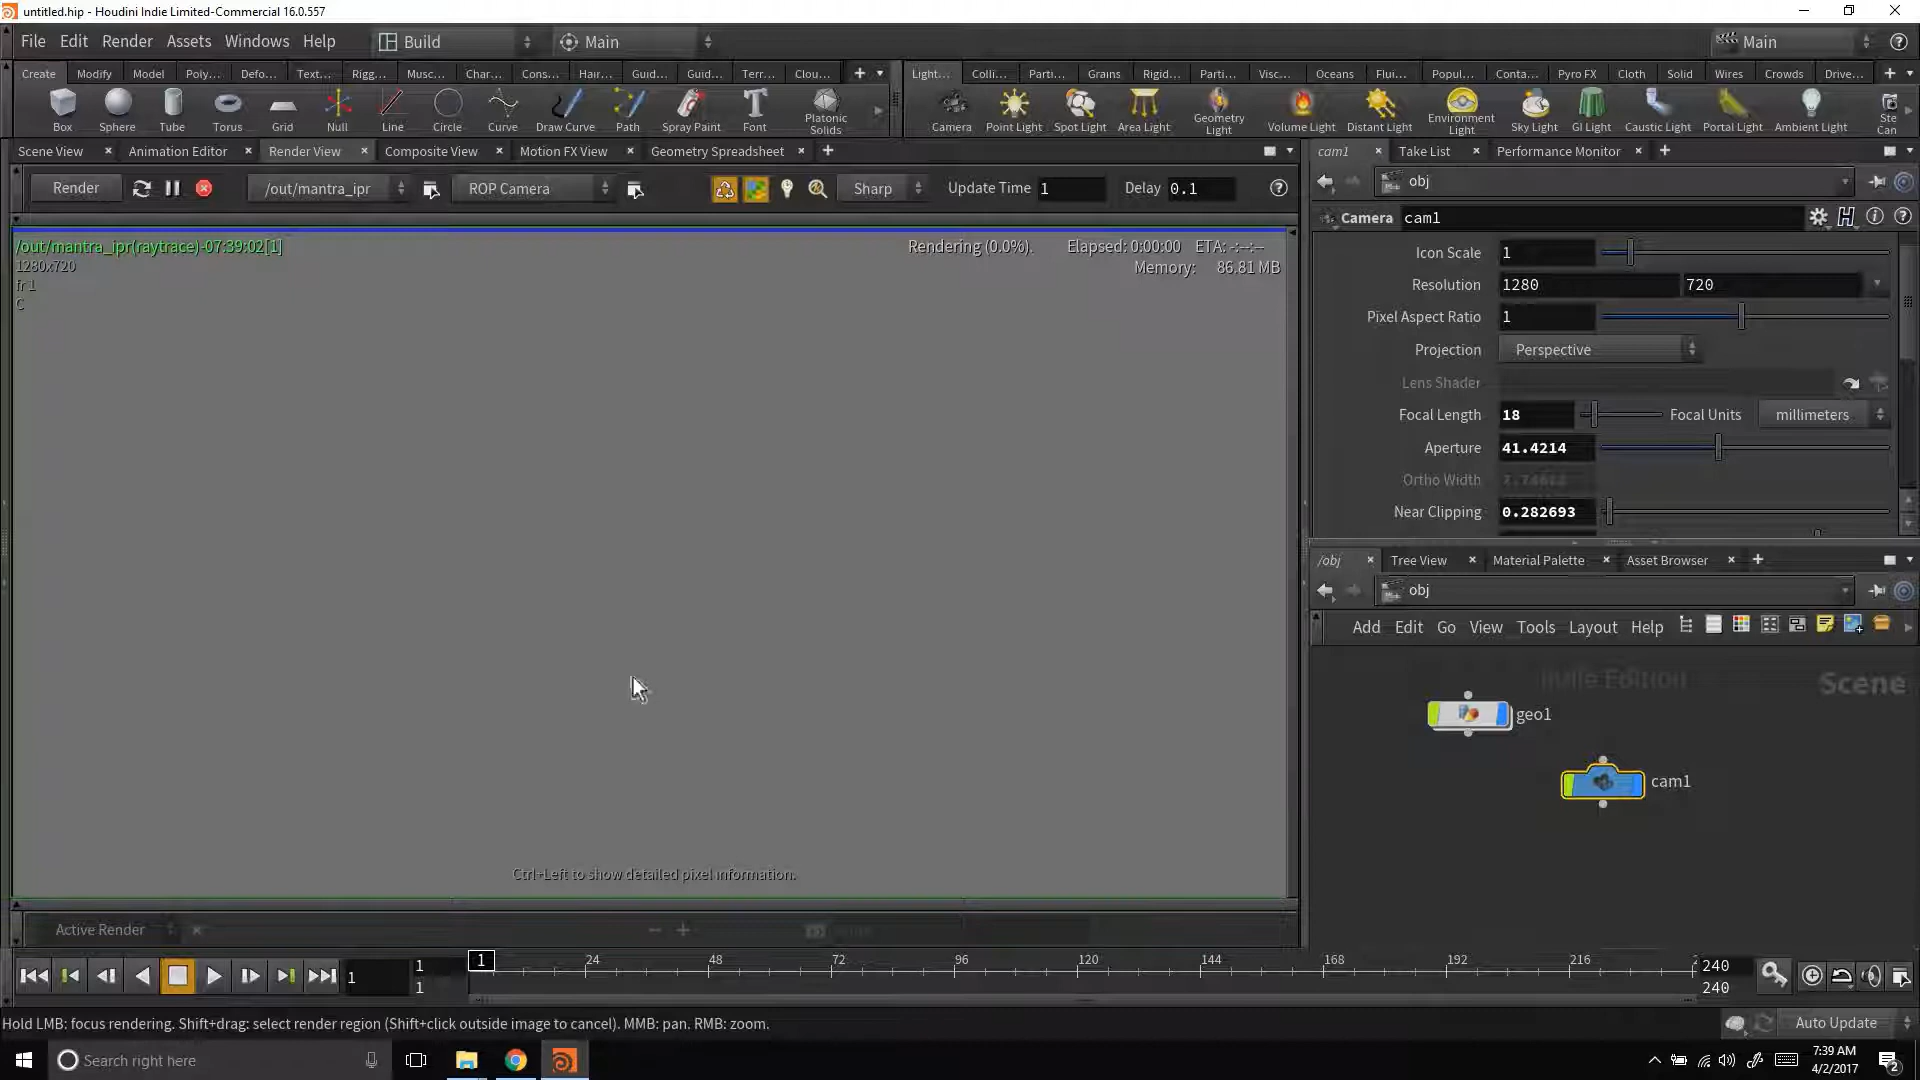 untitled.hip - Houdini Indie Limited-Commercial 16.0.557
File Edit Render Assets Windows Help Build Main Main
Create Modify Model Poly... Defo... Text... Rigg... Musc... Char... Cons... Hair... Guid... Guid... Terr... Clou...
Light... Colli... Parti... Grains Rigid... Parti... Visc... Oceans Flui... Popul... Conta... Pyro FX Cloth Solid Wires Crowds Drive...
Box Sphere Tube Torus Grid Null Line Circle Curve Draw Curve Path Spray Paint Font Platonic Solids
Camera Point Light Spot Light Area Light Geometry Light Volume Light Distant Light Environment Light Sky Light GI Light Caustic Light Portal Light Ambient Light Ste Can
Scene View Animation Editor Render View Composite View Motion FX View Geometry Spreadsheet
cam1 Take List Performance Monitor
Render /out/mantra_ipr ROP Camera Sharp Update Time 1 Delay 0.1
obj
Camera cam1
/out/mantra_ipr(raytrace)-07:39:02[1]
1280x720
fr 1
C
Rendering (0.0%). Elapsed: 0:00:00 ETA: -:--:--
Memory: 86.81 MB
Icon Scale 1
Resolution 1280 720
Pixel Aspect Ratio 1
Projection Perspective
Lens Shader
Focal Length 18 Focal Units millimeters
Aperture 41.4214
Ortho Width
Near Clipping 0.282693
/obj Tree View Material Palette Asset Browser
obj
Add Edit Go View Tools Layout Help
Indie Edition Scene
geo1
cam1
Ctrl+Left to show detailed pixel information.
Active Render
1 1 1
1 24 48 72 96 120 144 168 192 216 2
240
240
Hold LMB: focus rendering. Shift+drag: select render region (Shift+click outside image to cancel). MMB: pan. RMB: zoom.
Auto Update
Search right here
7:39 AM
4/2/2017
2